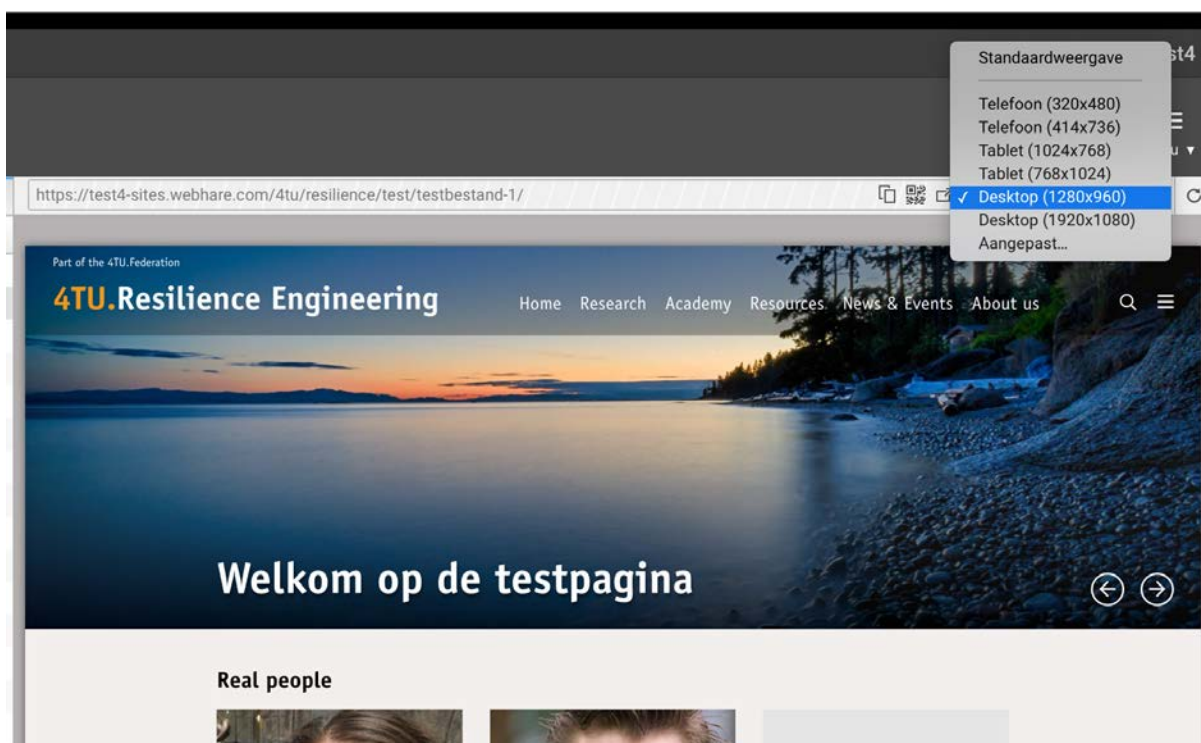 Standaardweergave
st4
Telefoon (320x480)
Telefoon (414x736)
Tablet (1024x768)
u
Tablet (768x1024)
https://test4-sites.webhare.com/4tu/resilience/test/testbestand-1/
✓ Desktop (1280x960)
Desktop (1920x1080)
Aangepast...
Part of the 4TU.Federation
4TU.Resilience Engineering
Home Research Academy Resources News & Events About us
Welkom op de testpagina
Real people